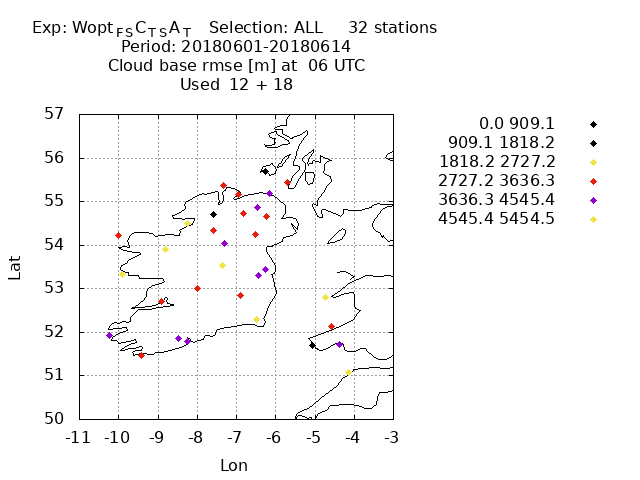 Exp: Wopt_FS C_TS A_T   Selection: ALL     32 stations
Period: 20180601-20180614
Cloud base rmse [m] at  06 UTC
Used  12 + 18
0.0 909.1
909.1 1818.2
1818.2 2727.2
2727.2 3636.3
3636.3 4545.4
4545.4 5454.5
57
56
55
54
53
52
51
50
Lat
-11 -10 -9 -8 -7 -6 -5 -4 -3
Lon